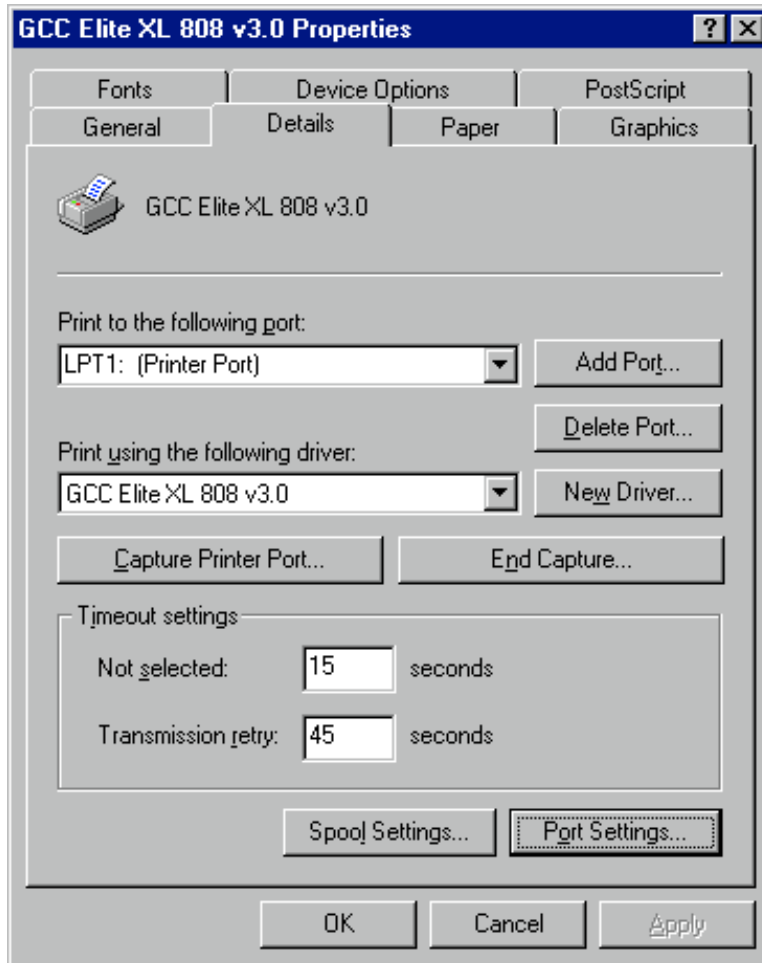 GCC Elite XL 808 v3.0 Properties
Fonts Device Options PostScript
General Details Paper Graphics
GCC Elite XL 808 v3.0
Print to the following port:
LPT1: (Printer Port) Add Port...
Delete Port...
Print using the following driver:
GCC Elite XL 808 v3.0 New Driver...
Capture Printer Port... End Capture...
Timeout settings
Not selected: 15 seconds
Transmission retry: 45 seconds
Spool Settings... Port Settings...
OK Cancel Apply